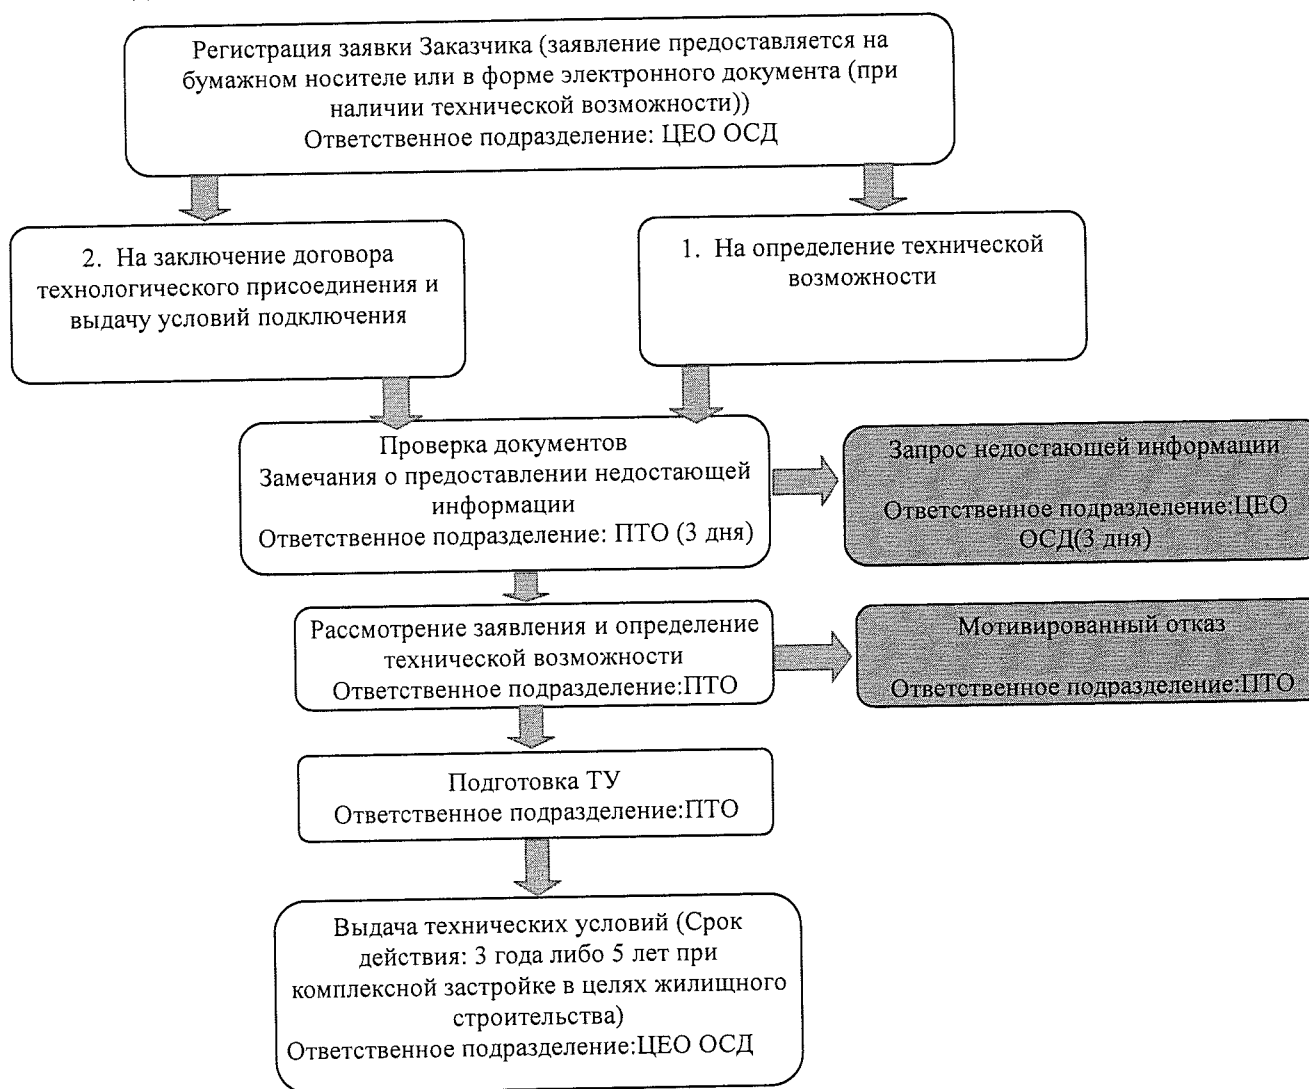 Регистрация заявки Заказчика (заявление предоставляется на
бумажном носителе или в форме электронного документа (при
наличии технической возможности))
Ответственное подразделение: ЦЕО ОСД
2. На заключение договора
технологического присоединения и
выдачу условий подключения
1. На определение технической
возможности
Проверка документов
Замечания о предоставлении недостающей
информации
Ответственное подразделение: ПТО (3 дня)
Запрос недостающей информации
Ответственное подразделение:ЦЕО
ОСД(3 дня)
Рассмотрение заявления и определение
технической возможности
Ответственное подразделение:ПТО
Мотивированный отказ
Ответственное подразделение:ПТО
Подготовка ТУ
Ответственное подразделение:ПТО
Выдача технических условий (Срок
действия: 3 года либо 5 лет при
комплексной застройке в целях жилищного
строительства)
Ответственное подразделение:ЦЕО ОСД